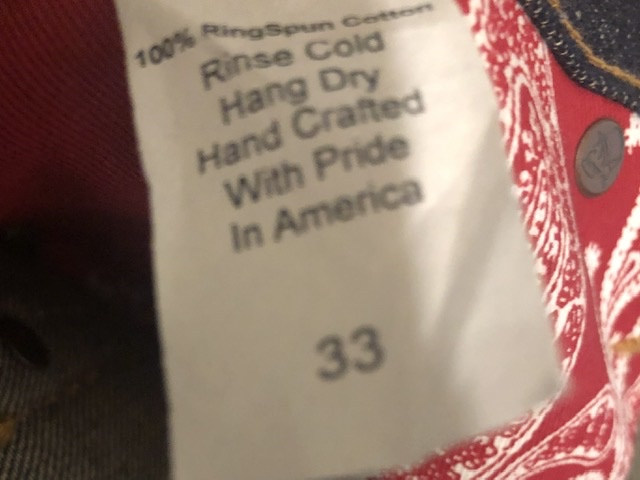 100% RingSpun Cotton
Rinse Cold
Hang Dry
Hand Crafted
With Pride
In America
33